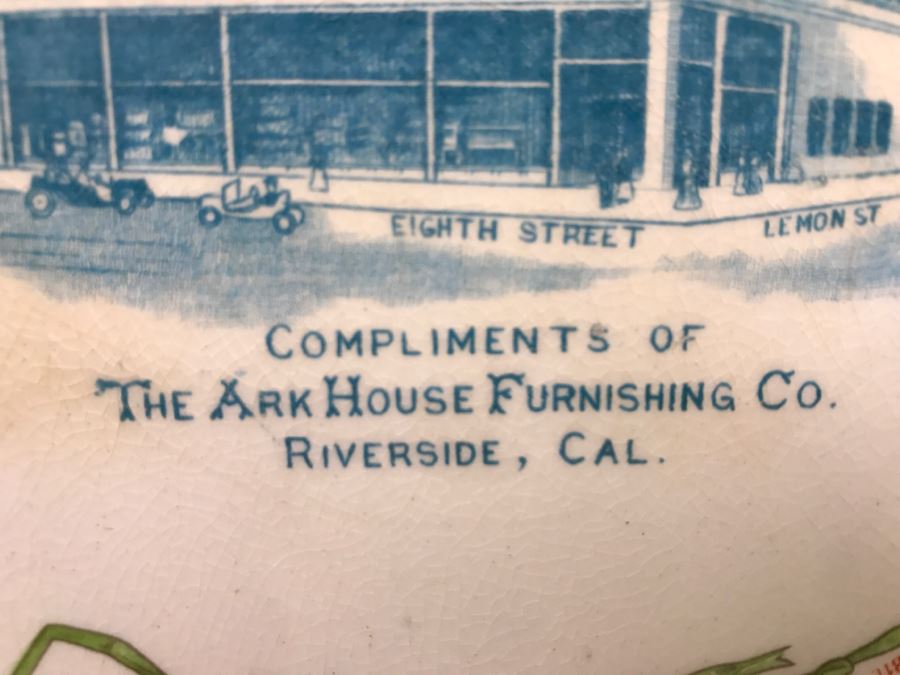 EIGHTH STREET
LEMON ST
COMPLIMENTS OF
THE ARK HOUSE FURNISHING CO.
RIVERSIDE, CAL.